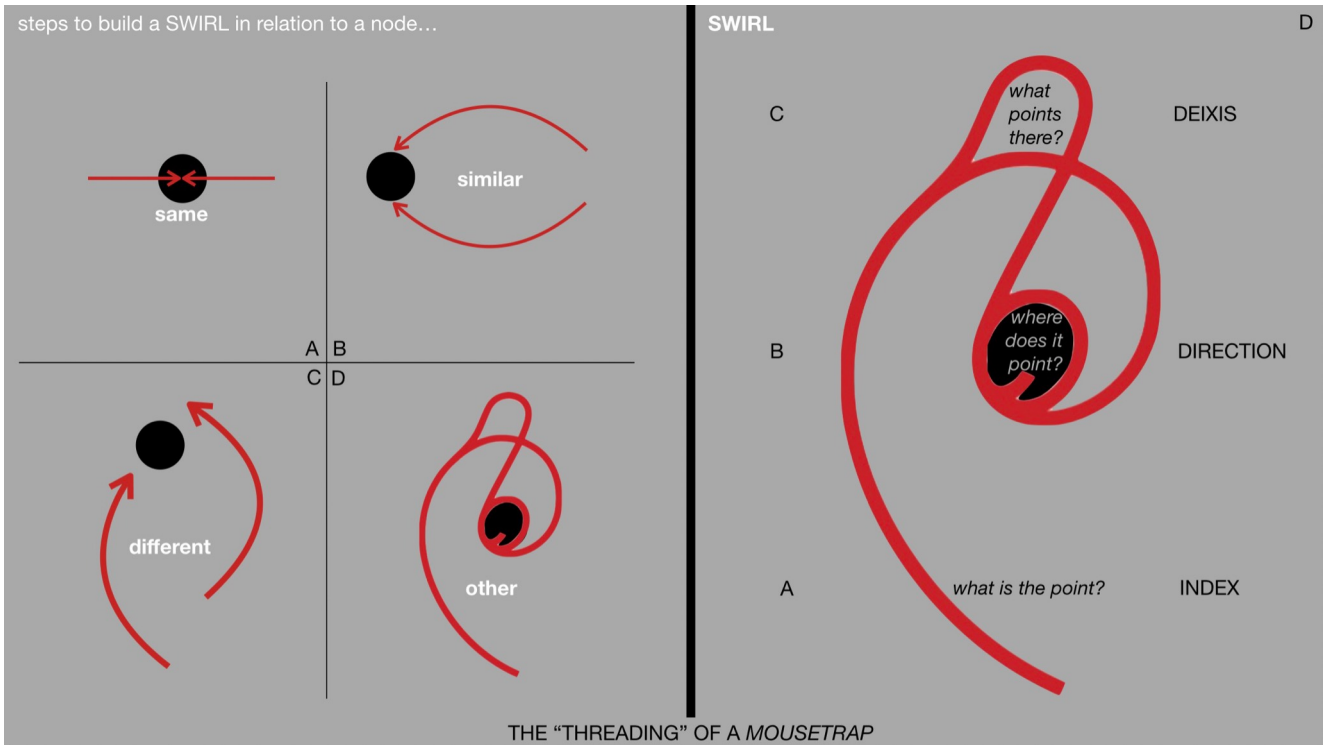 steps to build a SWIRL in relation to a node…
same
similar
A B
C D
different
other
SWIRL
D
C
what
points
there?
DEIXIS
B
where
does it
point?
DIRECTION
A
what is the point?
INDEX
THE “THREADING” OF A MOUSETRAP